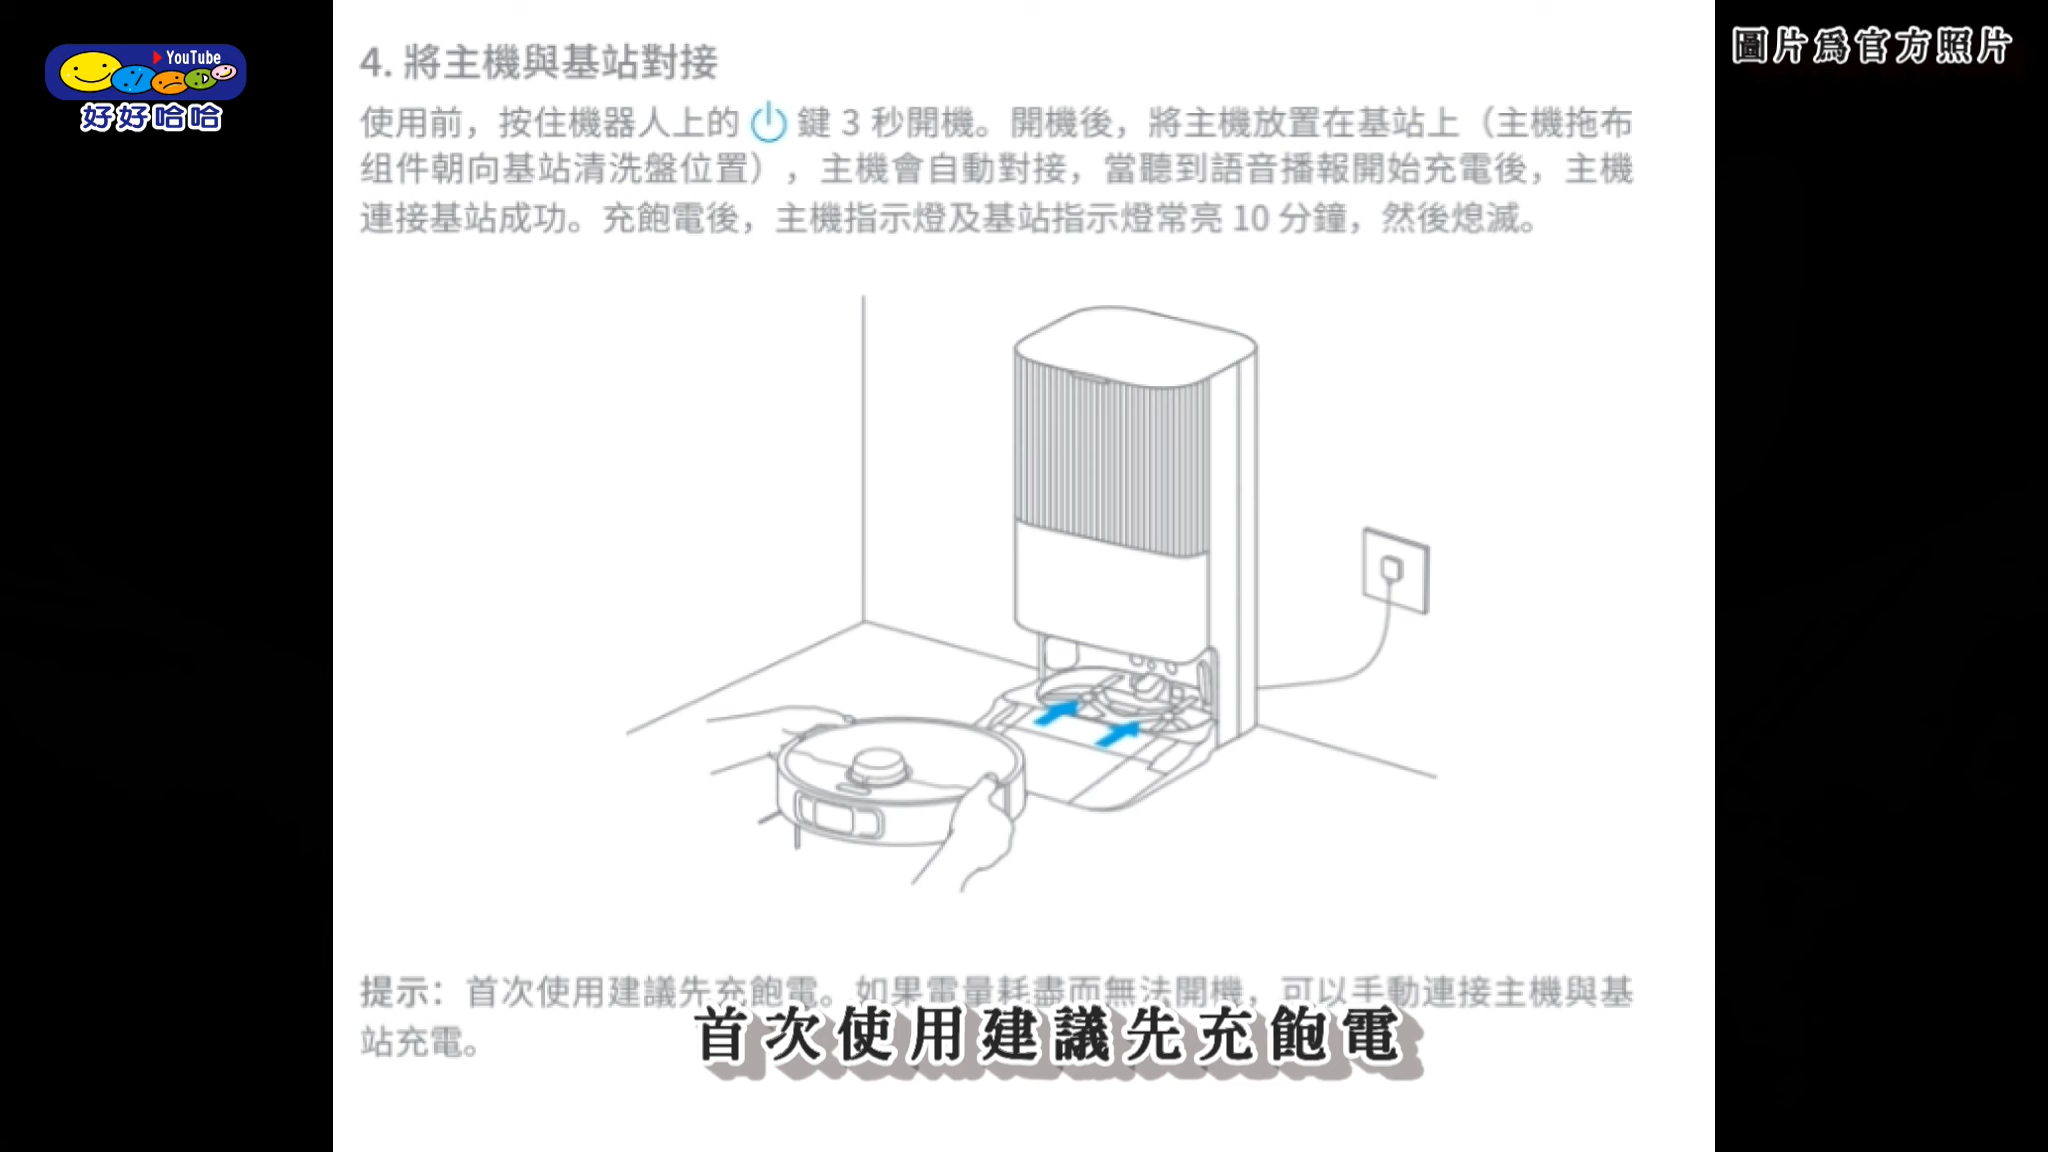 YouTube
好好哈哈
圖片為官方照片
4. 將主機與基站對接
使用前，按住機器人上的 鍵 3 秒開機。開機後，將主機放置在基站上（主機拖布
组件朝向基站清洗盤位置），主機會自動對接，當聽到語音播報開始充電後，主機
連接基站成功。充飽電後，主機指示燈及基站指示燈常亮 10 分鐘，然後熄滅。
提示：首次使用建議先充飽電。如果電量耗盡而無法開機，可以手動連接主機與基
站充電。
首次使用建議先充飽電